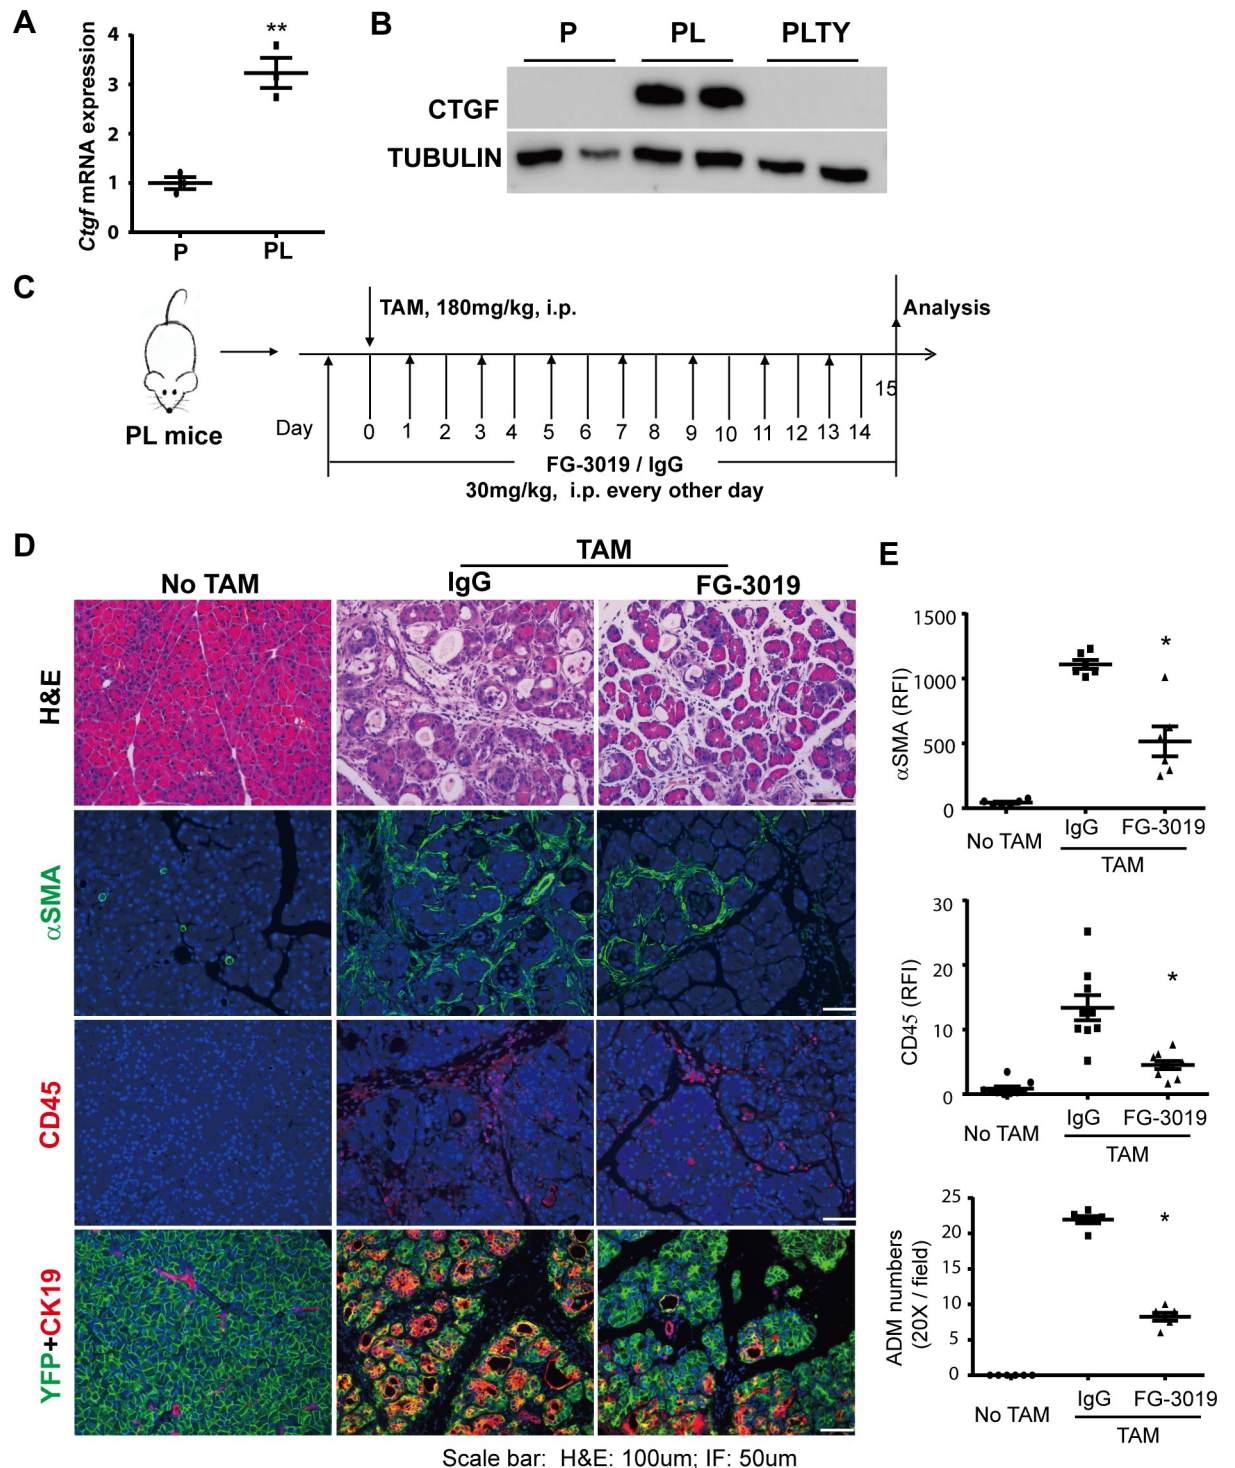 A
Ctgf mRNA expression
4
3
2
1
0
**
P
PL
B
P
PL
PLTY
CTGF
TUBULIN
C
TAM, 180mg/kg, i.p.
Analysis
15
PL mice
Day
0 1 2 3 4 5 6 7 8 9 10 11 12 13 14
FG-3019 / IgG
30mg/kg, i.p. every other day
D
TAM
No TAM
IgG
FG-3019
H&E
αSMA
CD45
YFP+CK19
Scale bar: H&E: 100um; IF: 50um
E
αSMA (RFI)
1500
1000
500
0
*
No TAM
IgG
FG-3019
TAM
CD45 (RFI)
30
20
10
0
*
No TAM
IgG
FG-3019
TAM
ADM numbers
(20X / field)
25
20
15
10
5
0
*
No TAM
IgG
FG-3019
TAM